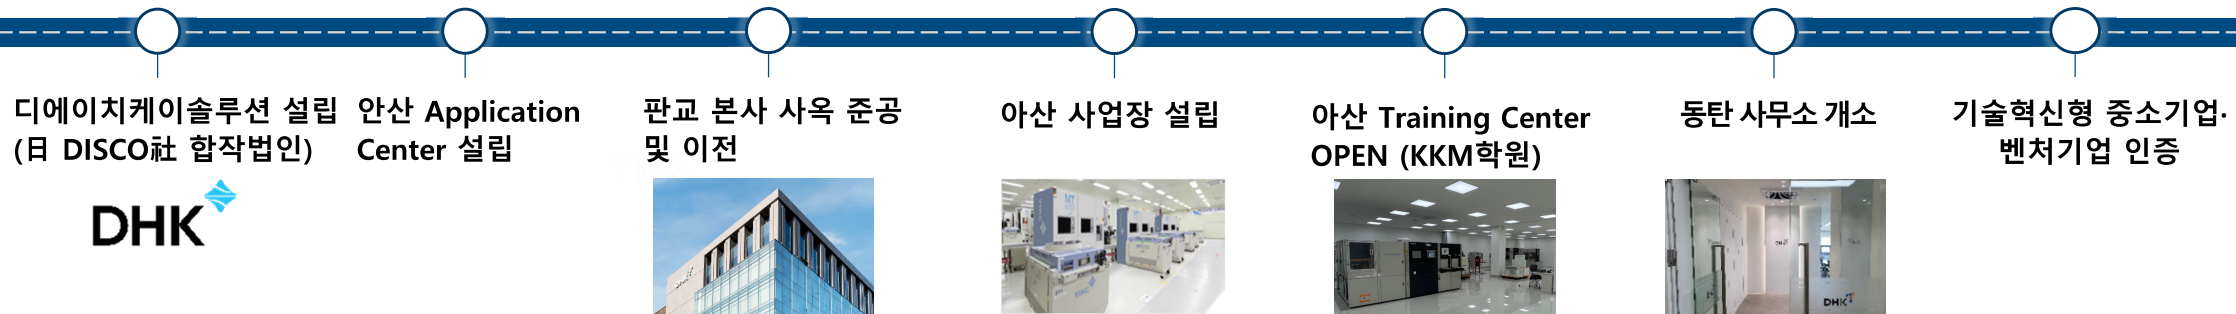 디에이치케이솔루션 설립
(日 DISCO社 합작법인)
DHK
안산 Application
Center 설립
판교 본사 사옥 준공
및 이전
아산 사업장 설립
아산 Training Center
OPEN (KKM학원)
동탄 사무소 개소
DHK
기술혁신형 중소기업·
벤처기업 인증